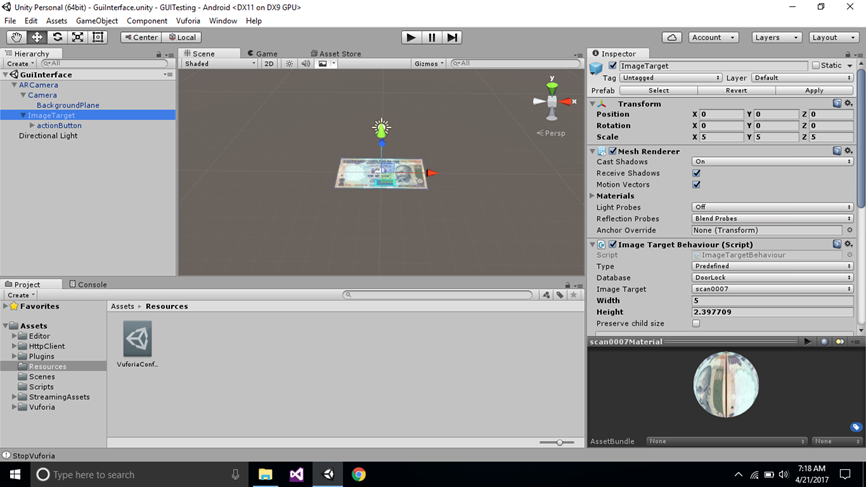 Unity Personal (64bit) - GuiInterface.unity - GUITesting - Android <DX11 on DX9 GPU>
File Edit Assets GameObject Component Vuforia Window Help
Center Local Account Layers Layout
Hierarchy
Create All
GuiInterface
ARCamera
Camera
BackgroundPlane
ImageTarget
actionButton
Directional Light
Scene Game Asset Store
Shaded 2D Gizmos All
y
x
Persp
Inspector
ImageTarget Static
Tag Untagged Layer Default
Prefab Select Revert Apply
Transform
Position X 0 Y 0 Z 0
Rotation X 0 Y 0 Z 0
Scale X 5 Y 5 Z 5
Mesh Renderer
Cast Shadows On
Receive Shadows
Motion Vectors
Materials
Light Probes Off
Reflection Probes Blend Probes
Anchor Override None (Transform)
Image Target Behaviour (Script)
Script ImageTargetBehaviour
Type Predefined
Database DoorLock
Image Target scan0007
Width 5
Height 2.397709
Preserve child size
Project Console
Create
Favorites
Assets
Editor
HttpClient
Plugins
Resources
Scenes
Scripts
StreamingAssets
Vuforia
Assets Resources
VuforiaConf...
scan0007Material
AssetBundle None None
StopVuforia
Type here to search
7:18 AM
4/21/2017